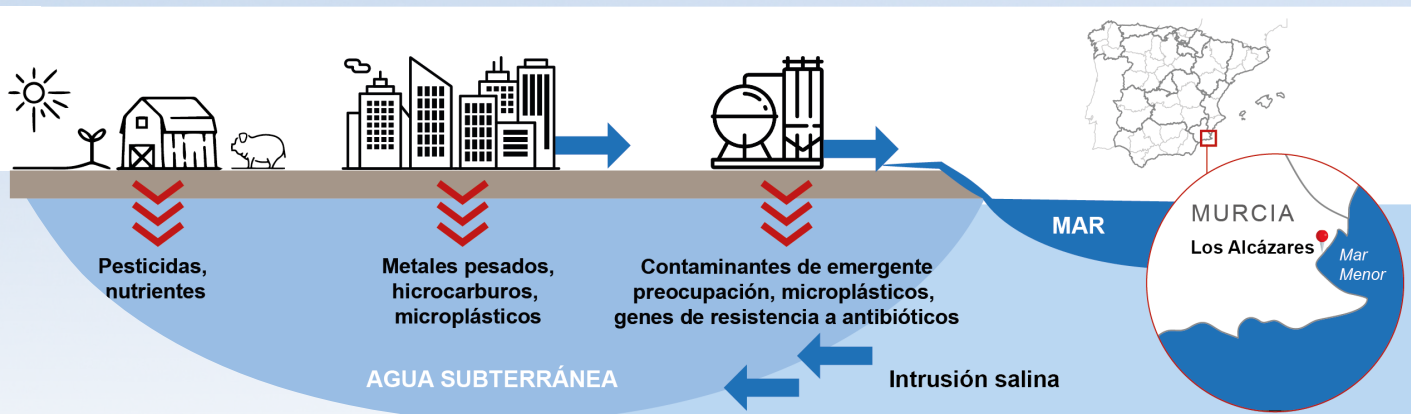 Pesticidas,
nutrientes
Metales pesados,
hicrocarburos,
microplásticos
Contaminantes de emergente
preocupación, microplásticos,
genes de resistencia a antibióticos
AGUA SUBTERRÁNEA
Intrusión salina
MAR
MURCIA
Los Alcázares
Mar
Menor